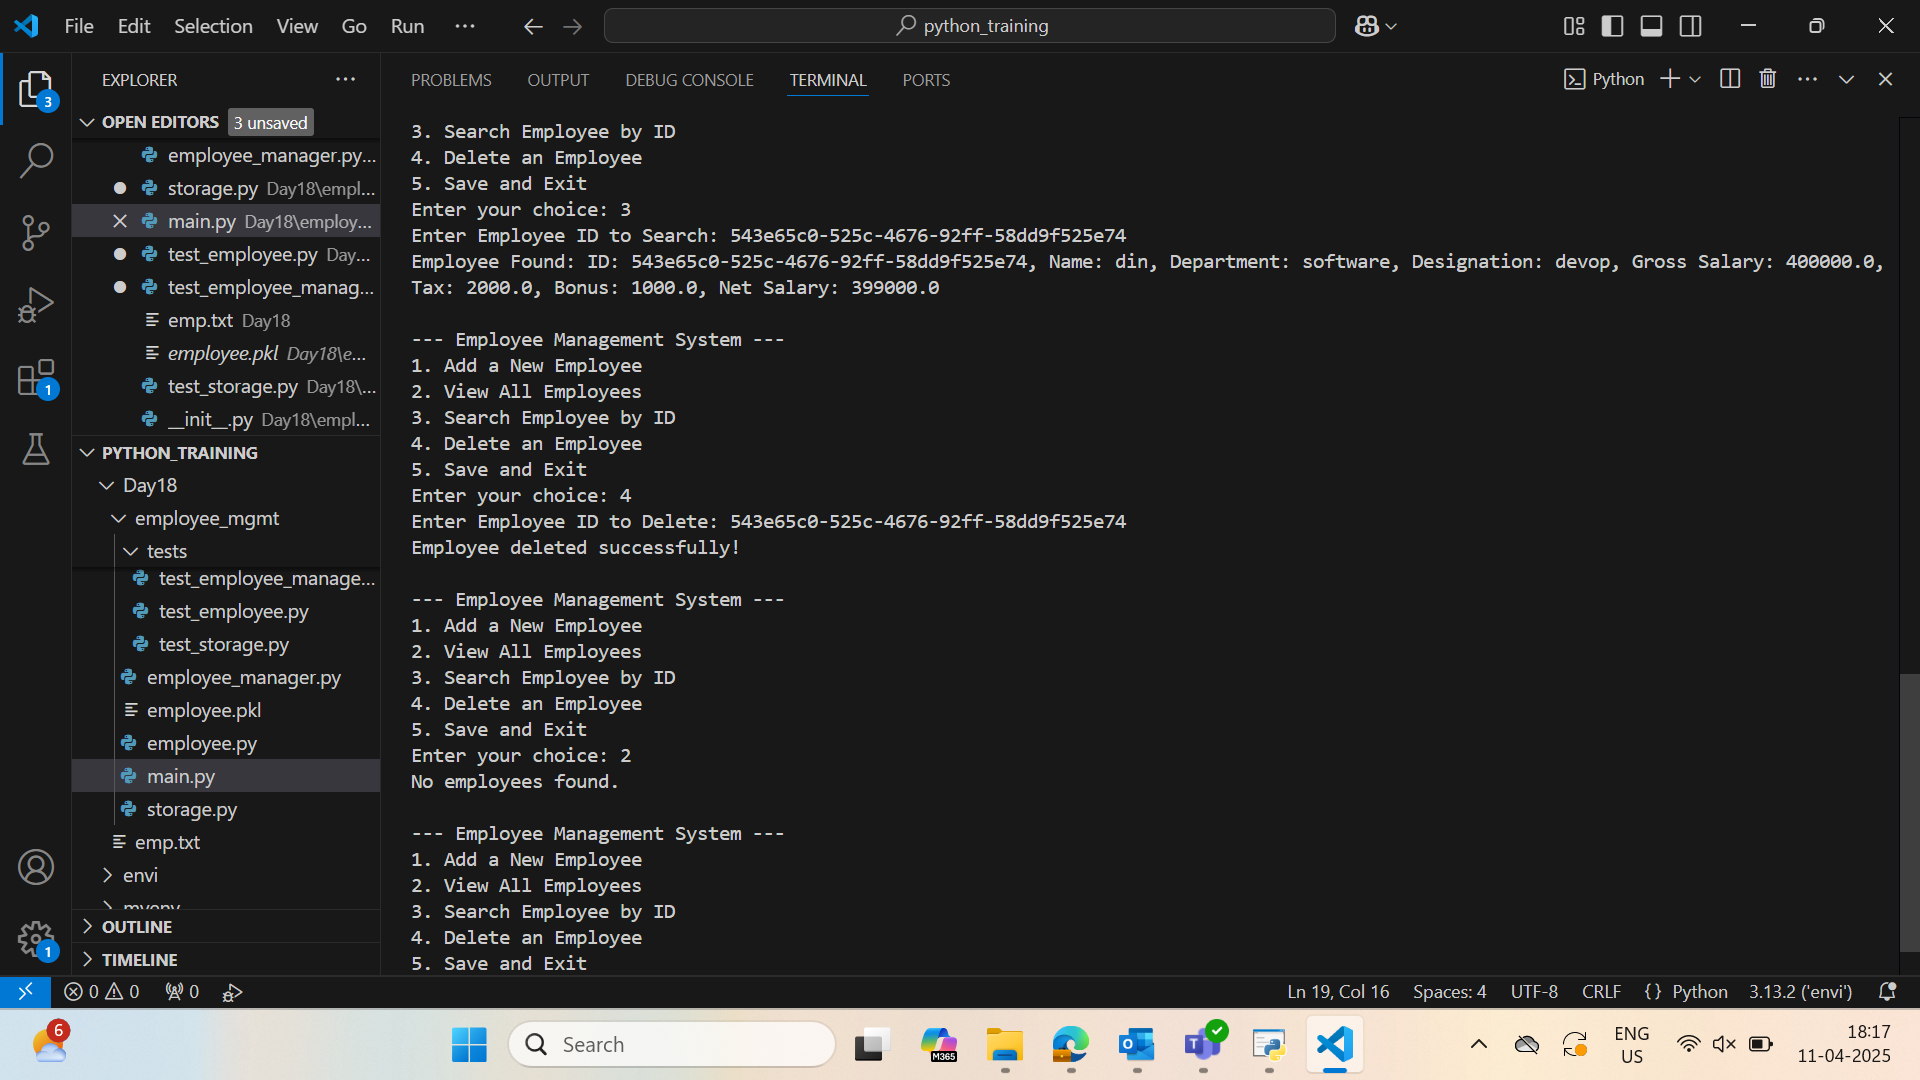 File Edit Selection View Go Run ··· python_training
EXPLORER ···
OPEN EDITORS 3 unsaved
employee_manager.py...
storage.py Day18\empl...
main.py Day18\employ...
test_employee.py Day...
test_employee_manag...
emp.txt Day18
employee.pkl Day18\e...
test_storage.py Day18\...
__init__.py Day18\empl...
PYTHON_TRAINING
Day18
employee_mgmt
tests
test_employee_manage...
test_employee.py
test_storage.py
employee_manager.py
employee.pkl
employee.py
main.py
storage.py
emp.txt
envi
myenv
OUTLINE
TIMELINE
3
1
1
PROBLEMS OUTPUT DEBUG CONSOLE TERMINAL PORTS Python
3. Search Employee by ID
4. Delete an Employee
5. Save and Exit
Enter your choice: 3
Enter Employee ID to Search: 543e65c0-525c-4676-92ff-58dd9f525e74
Employee Found: ID: 543e65c0-525c-4676-92ff-58dd9f525e74, Name: din, Department: software, Designation: devop, Gross Salary: 400000.0,
Tax: 2000.0, Bonus: 1000.0, Net Salary: 399000.0
--- Employee Management System ---
1. Add a New Employee
2. View All Employees
3. Search Employee by ID
4. Delete an Employee
5. Save and Exit
Enter your choice: 4
Enter Employee ID to Delete: 543e65c0-525c-4676-92ff-58dd9f525e74
Employee deleted successfully!
--- Employee Management System ---
1. Add a New Employee
2. View All Employees
3. Search Employee by ID
4. Delete an Employee
5. Save and Exit
Enter your choice: 2
No employees found.
--- Employee Management System ---
1. Add a New Employee
2. View All Employees
3. Search Employee by ID
4. Delete an Employee
5. Save and Exit
0 0 0 Ln 19, Col 16 Spaces: 4 UTF-8 CRLF {} Python 3.13.2 ('envi')
6 Search M365 ENG 18:17
US 11-04-2025